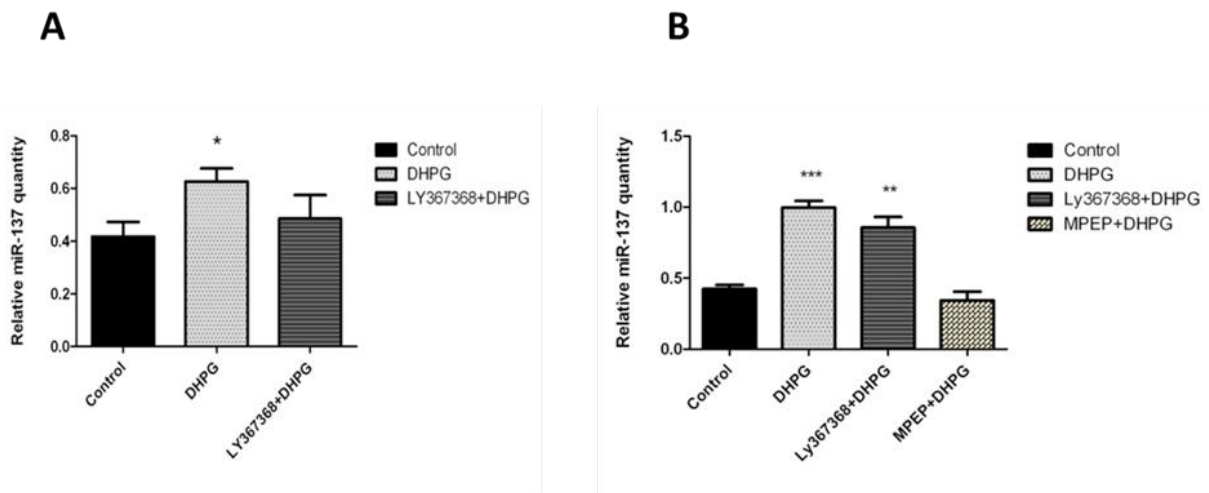 A
B
Relative miR-137 quantity
0.8
0.6
0.4
0.2
0.0
*
Control
DHPG
LY367368+DHPG
Control
DHPG
LY367368+DHPG
Relative miR-137 quantity
1.5
1.0
0.5
0.0
***
**
Control
DHPG
Ly367368+DHPG
MPEP+DHPG
Control
DHPG
Ly367368+DHPG
MPEP+DHPG